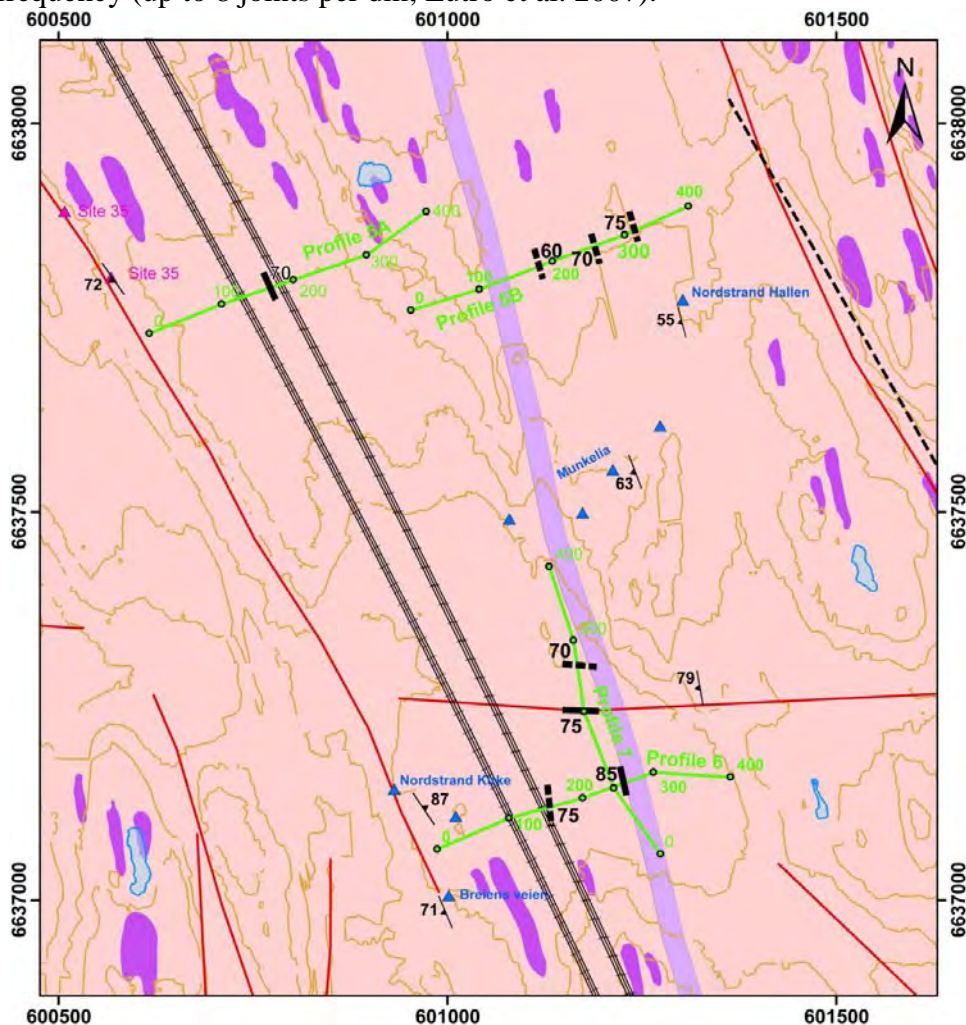 frequency (up to 8 joints per dm, Lutro et al. 2007).
600500 601000 601500
N
6638000 6638000
Site 35
400 400
Profile 5A 75
60
300 70 300
Site 35 70
72 100 200 100 200
0 0 Profile 5B
Nordstrand Hallen
55
Munkelia
63
6637500 6637500
400
300
70
79
Profile 7
75
Profile 6
Nordstrand Kirke 85 400
87 200 300
75
0 100
0
Breiens veien
6637000 6637000
71
600500 601000 601500